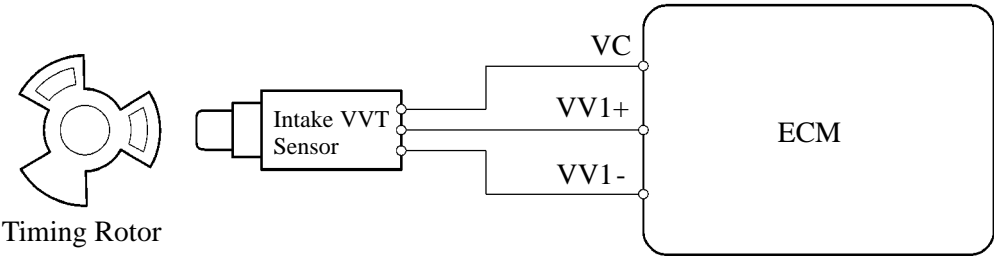 VC
VV1+
Intake VVT
Sensor
ECM
VV1-
Timing Rotor